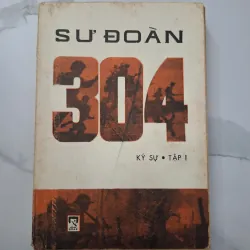 SƯ ĐOÀN
304
KÝ SỰ • TẬP I